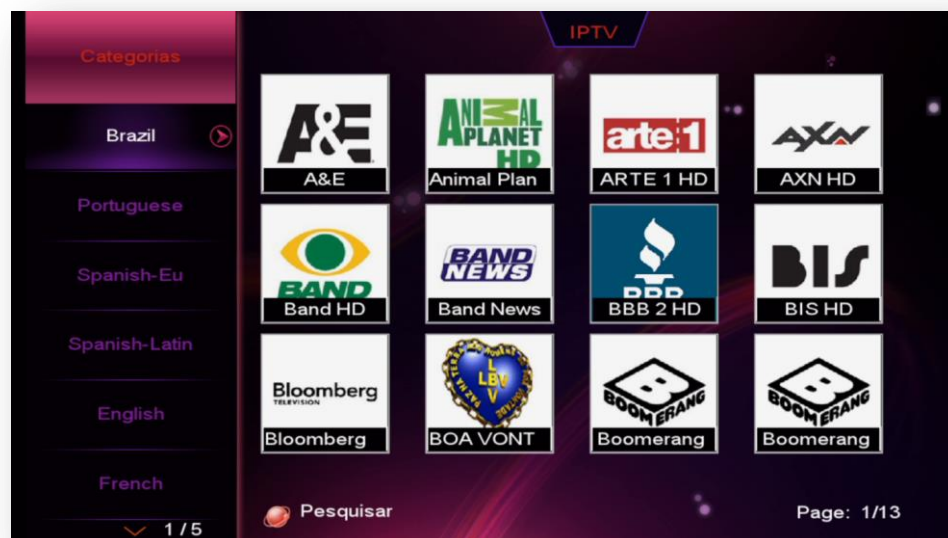 Categorias
IPTV
Brazil
Portuguese
Spanish-Eu
Spanish-Latin
English
French
1/5
A&E
A&E
ANIMAL
PLANET
HD
Animal Plan
arte 1
ARTE 1 HD
AXN
AXN HD
BAND
Band HD
BAND
NEWS
Band News
BBB
BBB 2 HD
BIS
BIS HD
Bloomberg
TELEVISION
Bloomberg
LBV
BOA VONT
BOOMERANG
Boomerang
BOOMERANG
Boomerang
Pesquisar
Page: 1/13